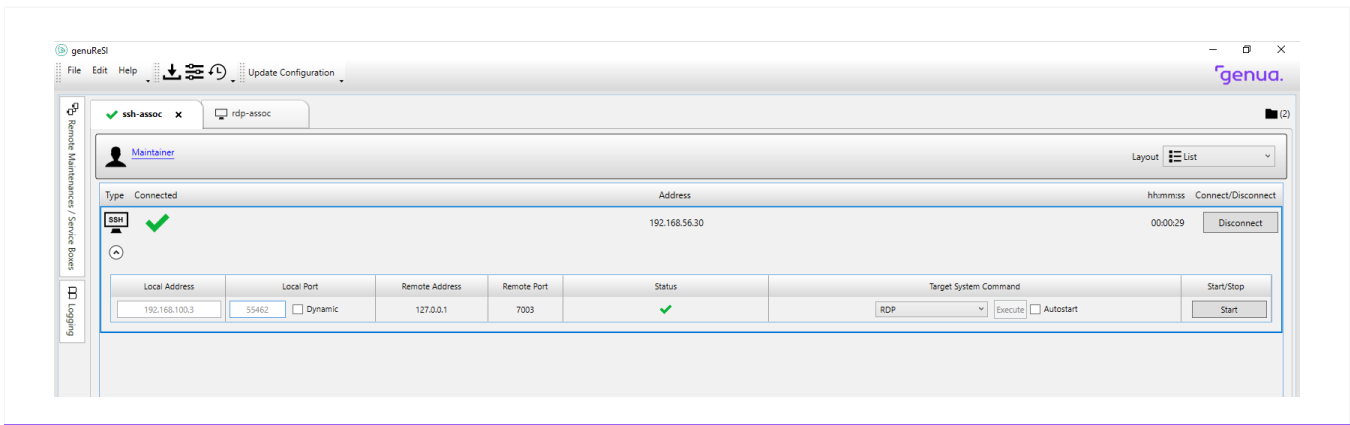 genuReSI
File Edit Help Update Configuration
genua.
Remote Maintenances / Service Boxes
Logging
ssh-assoc x rdp-assoc (2)
Maintainer Layout List
Type Connected Address hh:mm:ss Connect/Disconnect
SSH 192.168.56.30 00:00:29 Disconnect
Local Address Local Port Remote Address Remote Port Status Target System Command Start/Stop
192.168.100.3 55462 Dynamic 127.0.0.1 7003 RDP Execute Autostart Start